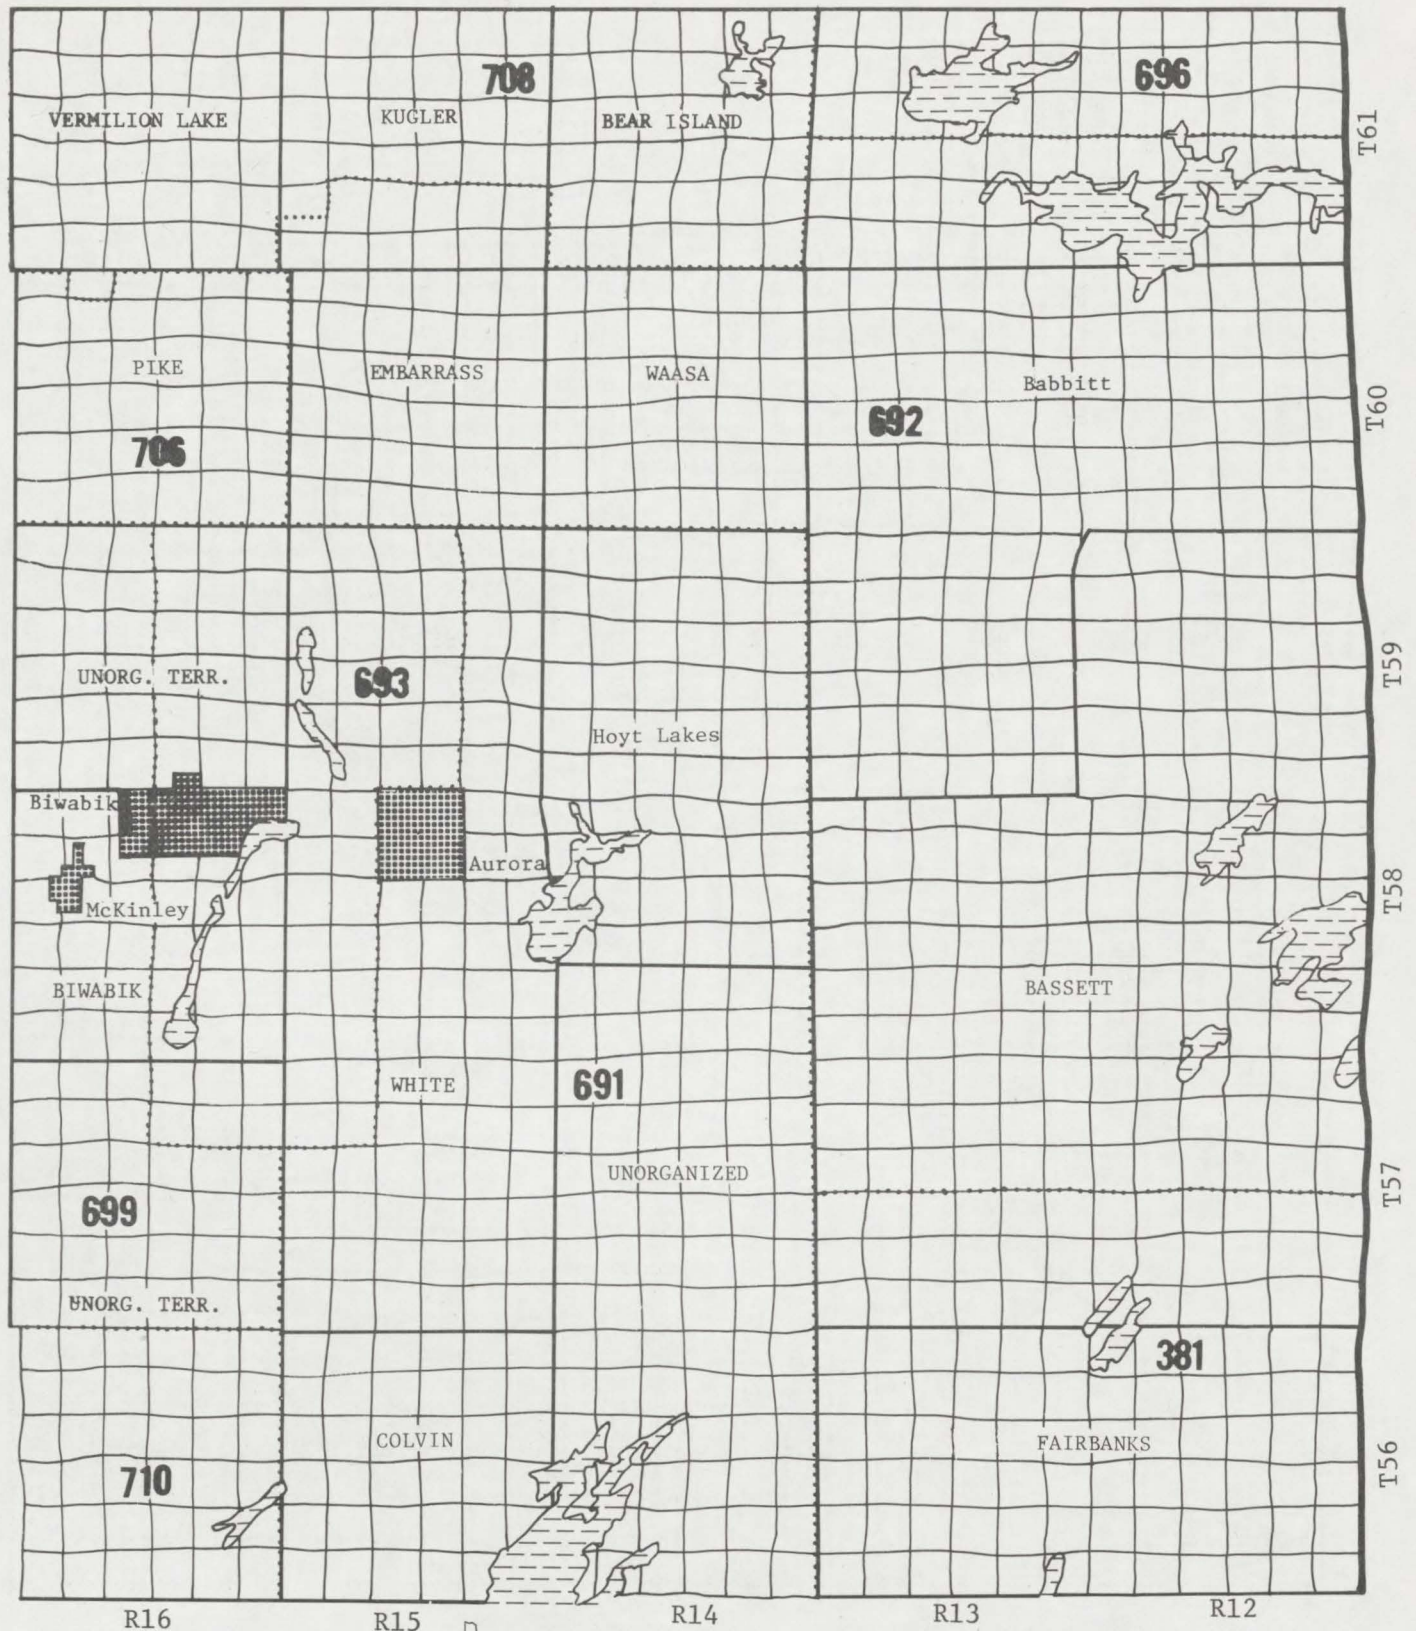 708
696
VERMILION LAKE
KUGLER
BEAR ISLAND
T61
PIKE
EMBARRASS
WAASA
Babbitt
T60
692
706
UNORG. TERR.
693
T59
Hoyt Lakes
Biwabik
Aurora
T58
McKinley
BIWABIK
BASSETT
WHITE
691
UNORGANIZED
T57
699
UNORG. TERR.
381
COLVIN
FAIRBANKS
T56
710
R16
R15
R14
R13
R12